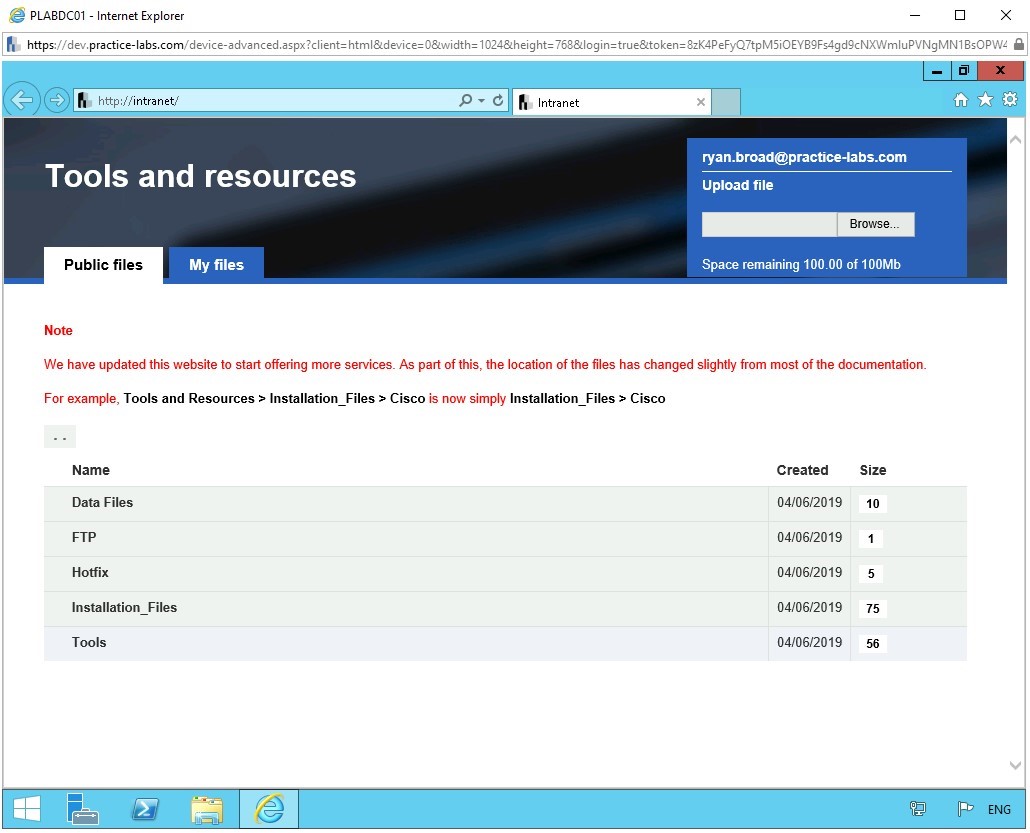 PLABDC01 - Internet Explorer
https://dev.practice-labs.com/device-advanced.aspx?client=html&device=0&width=1024&height=768&login=true&token=8zK4PeFyQ7tpM5iOEYB9Fs4gd9cNXWmIuPVNgMN1BsOPW4
http://intranet/
Intranet
Tools and resources
ryan.broad@practice-labs.com
Upload file
Browse...
Space remaining 100.00 of 100Mb
Public files
My files
Note
We have updated this website to start offering more services. As part of this, the location of the files has changed slightly from most of the documentation.
For example, Tools and Resources > Installation_Files > Cisco is now simply Installation_Files > Cisco
. .
Name Created Size
Data Files 04/06/2019 10
FTP 04/06/2019 1
Hotfix 04/06/2019 5
Installation_Files 04/06/2019 75
Tools 04/06/2019 56
ENG